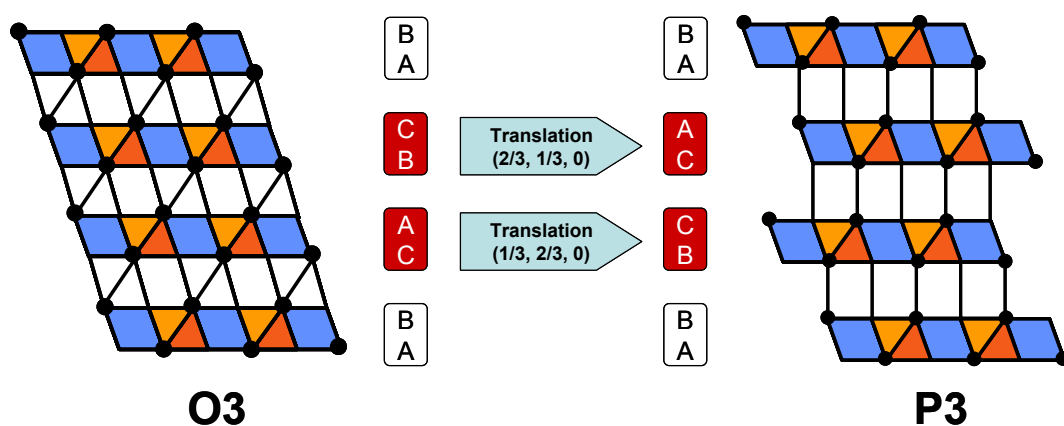 B
A
B
A
C
B
Translation
(2/3, 1/3, 0)
A
C
A
C
Translation
(1/3, 2/3, 0)
C
B
B
A
B
A
O3
P3